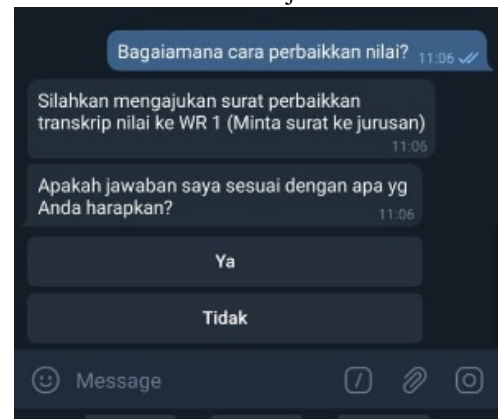 Bagaiamana cara perbaikkan nilai? 11:06
Silahkan mengajukan surat perbaikkan
transkrip nilai ke WR 1 (Minta surat ke jurusan)
11:06
Apakah jawaban saya sesuai dengan apa yg
Anda harapkan? 11:06
Ya
Tidak
Message